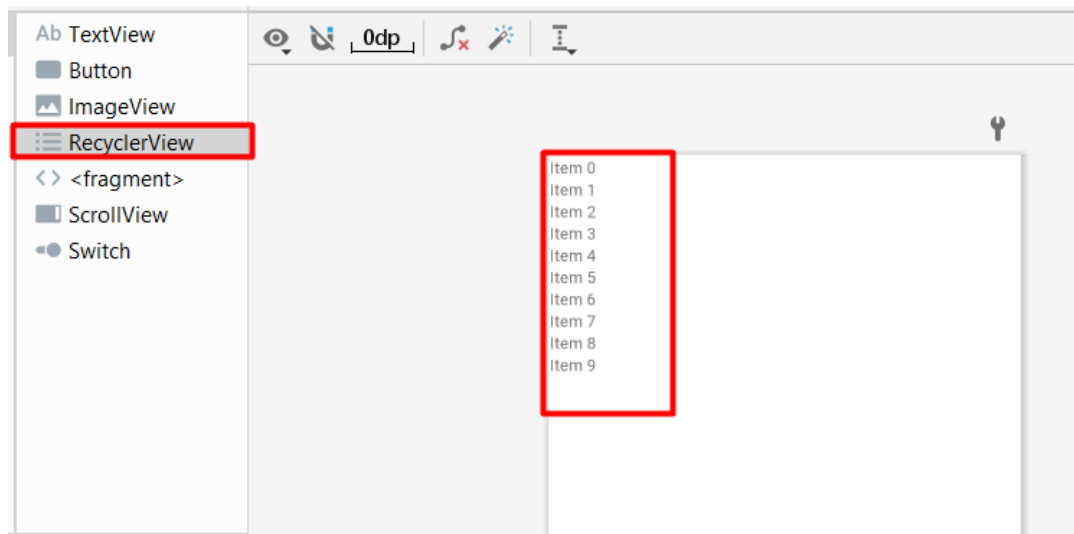 Ab TextView
Button
ImageView
RecyclerView
<fragment>
ScrollView
Switch
0dp
Item 0
Item 1
Item 2
Item 3
Item 4
Item 5
Item 6
Item 7
Item 8
Item 9